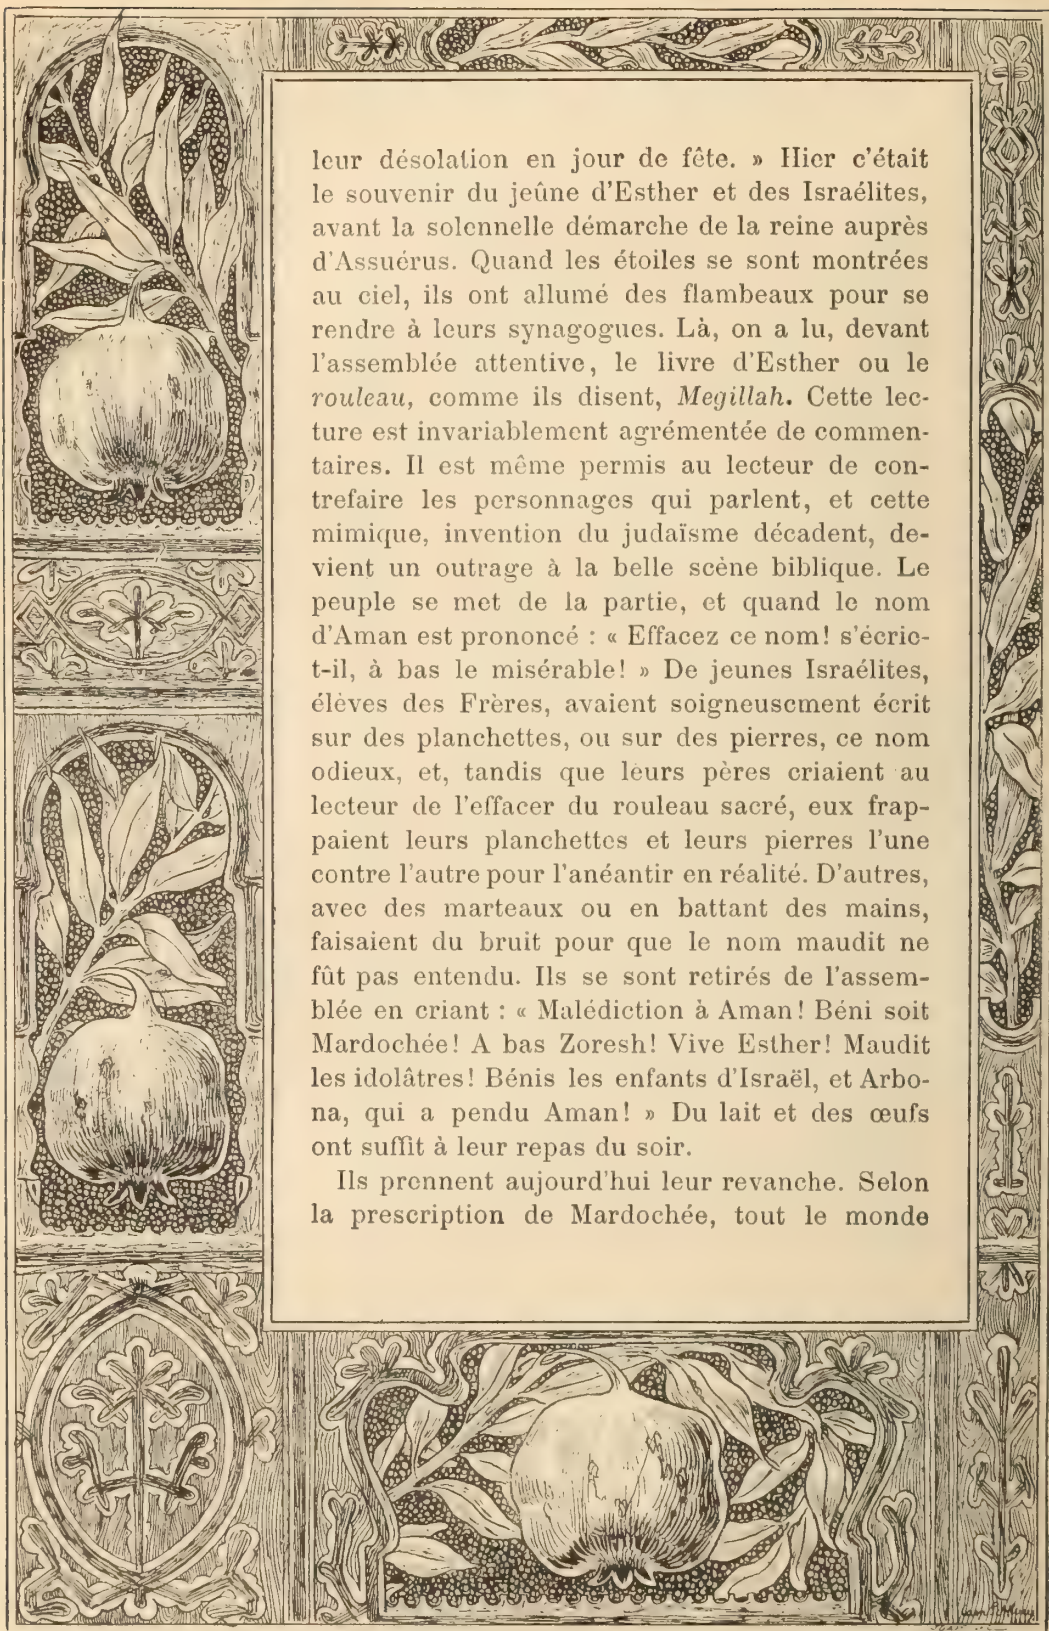 leur désolation en jour de fête. » Hier c'était
le souvenir du jeûne d'Esther et des Israélites,
avant la solennelle démarche de la reine auprès
d'Assuérus. Quand les étoiles se sont montrées
au ciel, ils ont allumé des flambeaux pour se
rendre à leurs synagogues. Là, on a lu, devant
l'assemblée attentive, le livre d'Esther ou le
rouleau, comme ils disent, Megillah. Cette lec-
ture est invariablement agrémentée de commen-
taires. Il est même permis au lecteur de con-
trefaire les personnages qui parlent, et cette
mimique, invention du judaïsme décadent, de-
vient un outrage à la belle scène biblique. Le
peuple se met de la partie, et quand le nom
d'Aman est prononcé : « Effacez ce nom! s'écrie-
t-il, à bas le misérable! » De jeunes Israélites,
élèves des Frères, avaient soigneusement écrit
sur des planchettes, ou sur des pierres, ce nom
odieux, et, tandis que leurs pères criaient au
lecteur de l'effacer du rouleau sacré, eux frap-
paient leurs planchettes et leurs pierres l'une
contre l'autre pour l'anéantir en réalité. D'autres,
avec des marteaux ou en battant des mains,
faisaient du bruit pour que le nom maudit ne
fût pas entendu. Ils se sont retirés de l'assem-
blée en criant : « Malédiction à Aman! Béni soit
Mardochée! A bas Zoresh! Vive Esther! Maudit
les idolâtres! Bénis les enfants d'Israël, et Arbo-
na, qui a pendu Aman! » Du lait et des œufs
ont suffit à leur repas du soir.
Ils prennent aujourd'hui leur revanche. Selon
la prescription de Mardochée, tout le monde